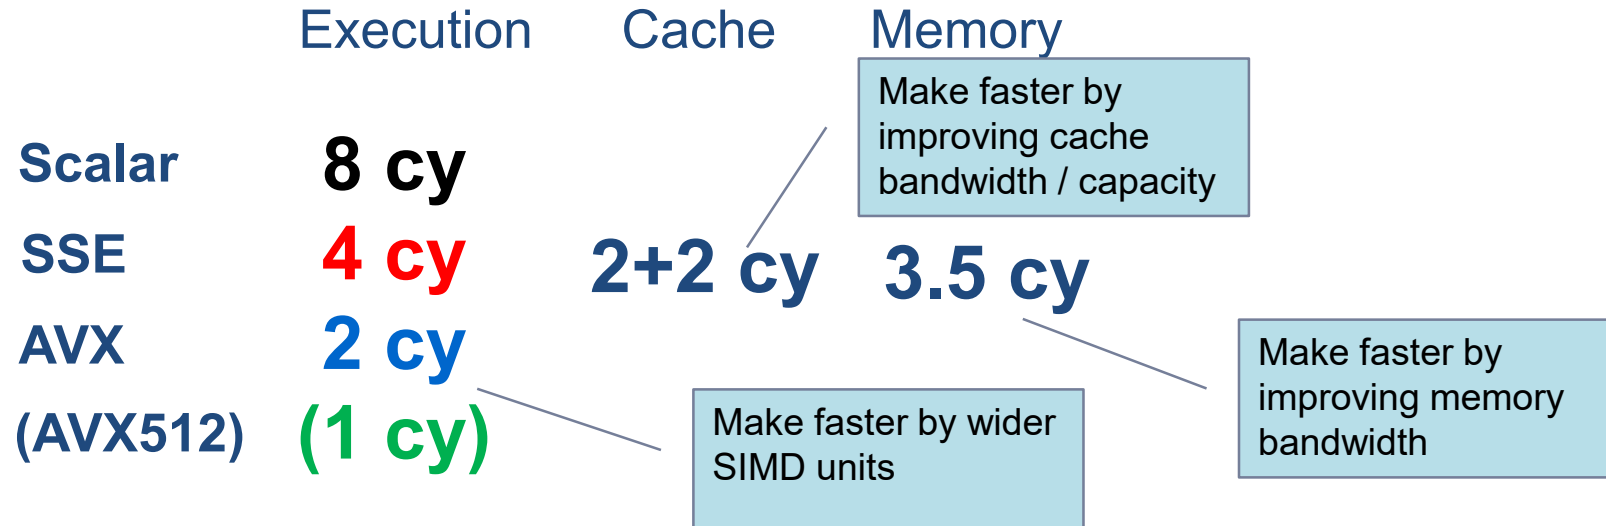 Execution Cache Memory
Make faster by
improving cache
bandwidth / capacity
Scalar 8 cy
SSE 4 cy 2+2 cy 3.5 cy
AVX 2 cy
Make faster by
improving memory
bandwidth
(AVX512) (1 cy)
Make faster by wider
SIMD units